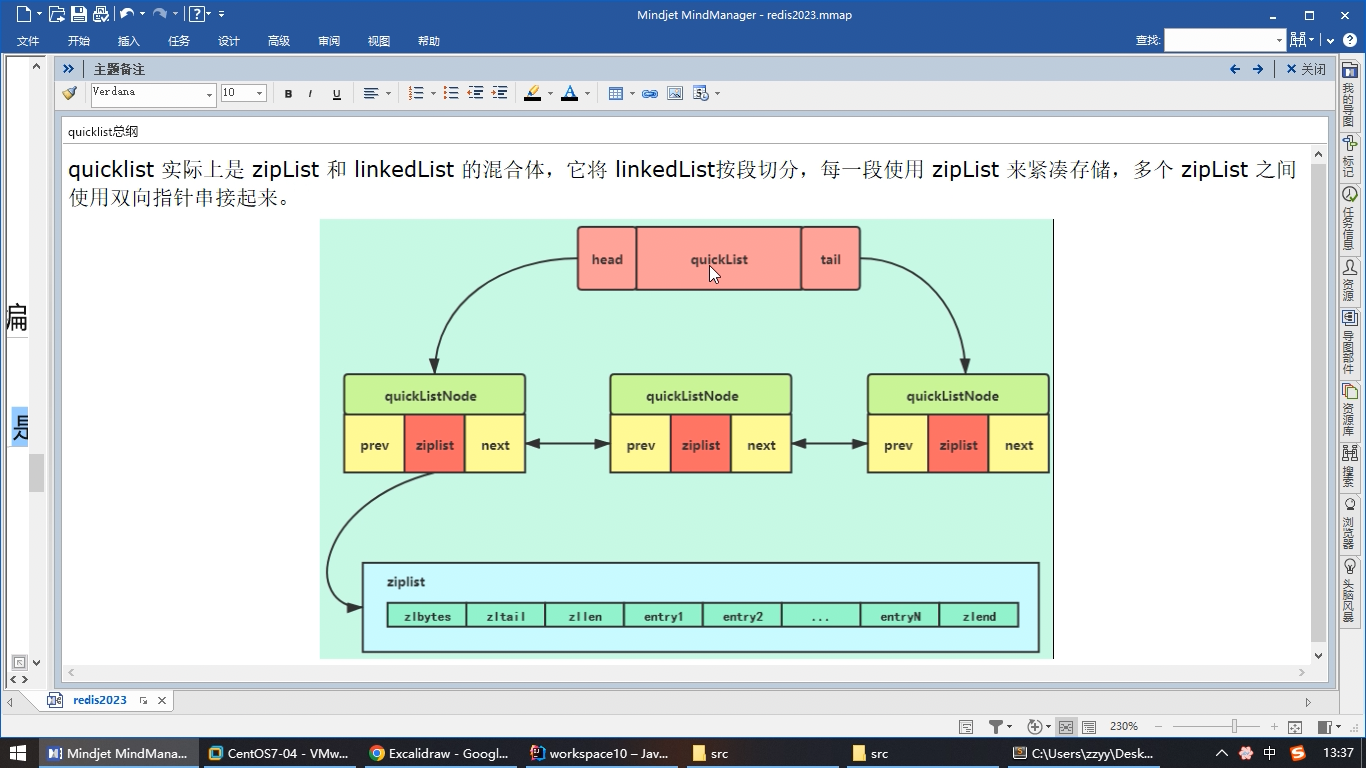 Mindjet MindManager - redis2023.mmap
文件 开始 插入 任务 设计 高级 审阅 视图 帮助 查找:
主题备注 关闭
Verdana 10 B I U
quicklist总纲
quicklist 实际上是 zipList 和 linkedList 的混合体，它将 linkedList按段切分，每一段使用 zipList 来紧凑存储，多个 zipList 之间
使用双向指针串接起来。
head quickList tail
quickListNode quickListNode quickListNode
prev ziplist next prev ziplist next prev ziplist next
ziplist
zlbytes zltail zllen entry1 entry2 ... entryN zlend
我的导图
标记
任务信息
资源
导图部件
资源库
搜索
浏览器
头脑风暴
redis2023
230%
Mindjet MindMana... CentOS7-04 - VMw... Excalidraw - Googl... workspace10 – Jav... src src C:\Users\zzyy\Desk... 中 13:37